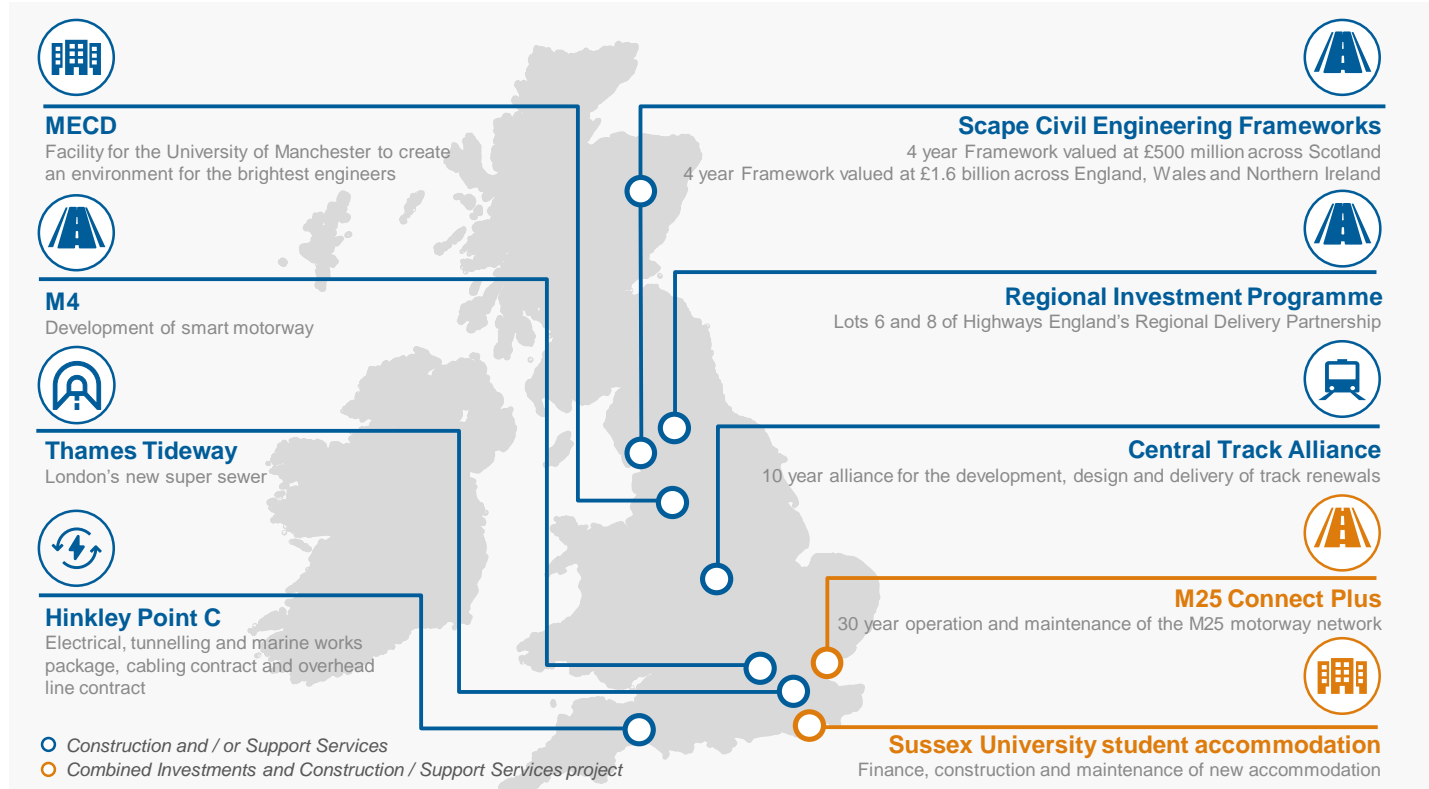 MECD
Facility for the University of Manchester to create
an environment for the brightest engineers
M4
Development of smart motorway
Thames Tideway
London's new super sewer
Hinkley Point C
Electrical, tunnelling and marine works
package, cabling contract and overhead
line contract
Construction and / or Support Services
Combined Investments and Construction / Support Services project
Scape Civil Engineering Frameworks
4 year Framework valued at £500 million across Scotland
4 year Framework valued at £1.6 billion across England, Wales and Northern Ireland
Regional Investment Programme
Lots 6 and 8 of Highways England's Regional Delivery Partnership
Central Track Alliance
10 year alliance for the development, design and delivery of track renewals
M25 Connect Plus
30 year operation and maintenance of the M25 motorway network
Sussex University student accommodation
Finance, construction and maintenance of new accommodation